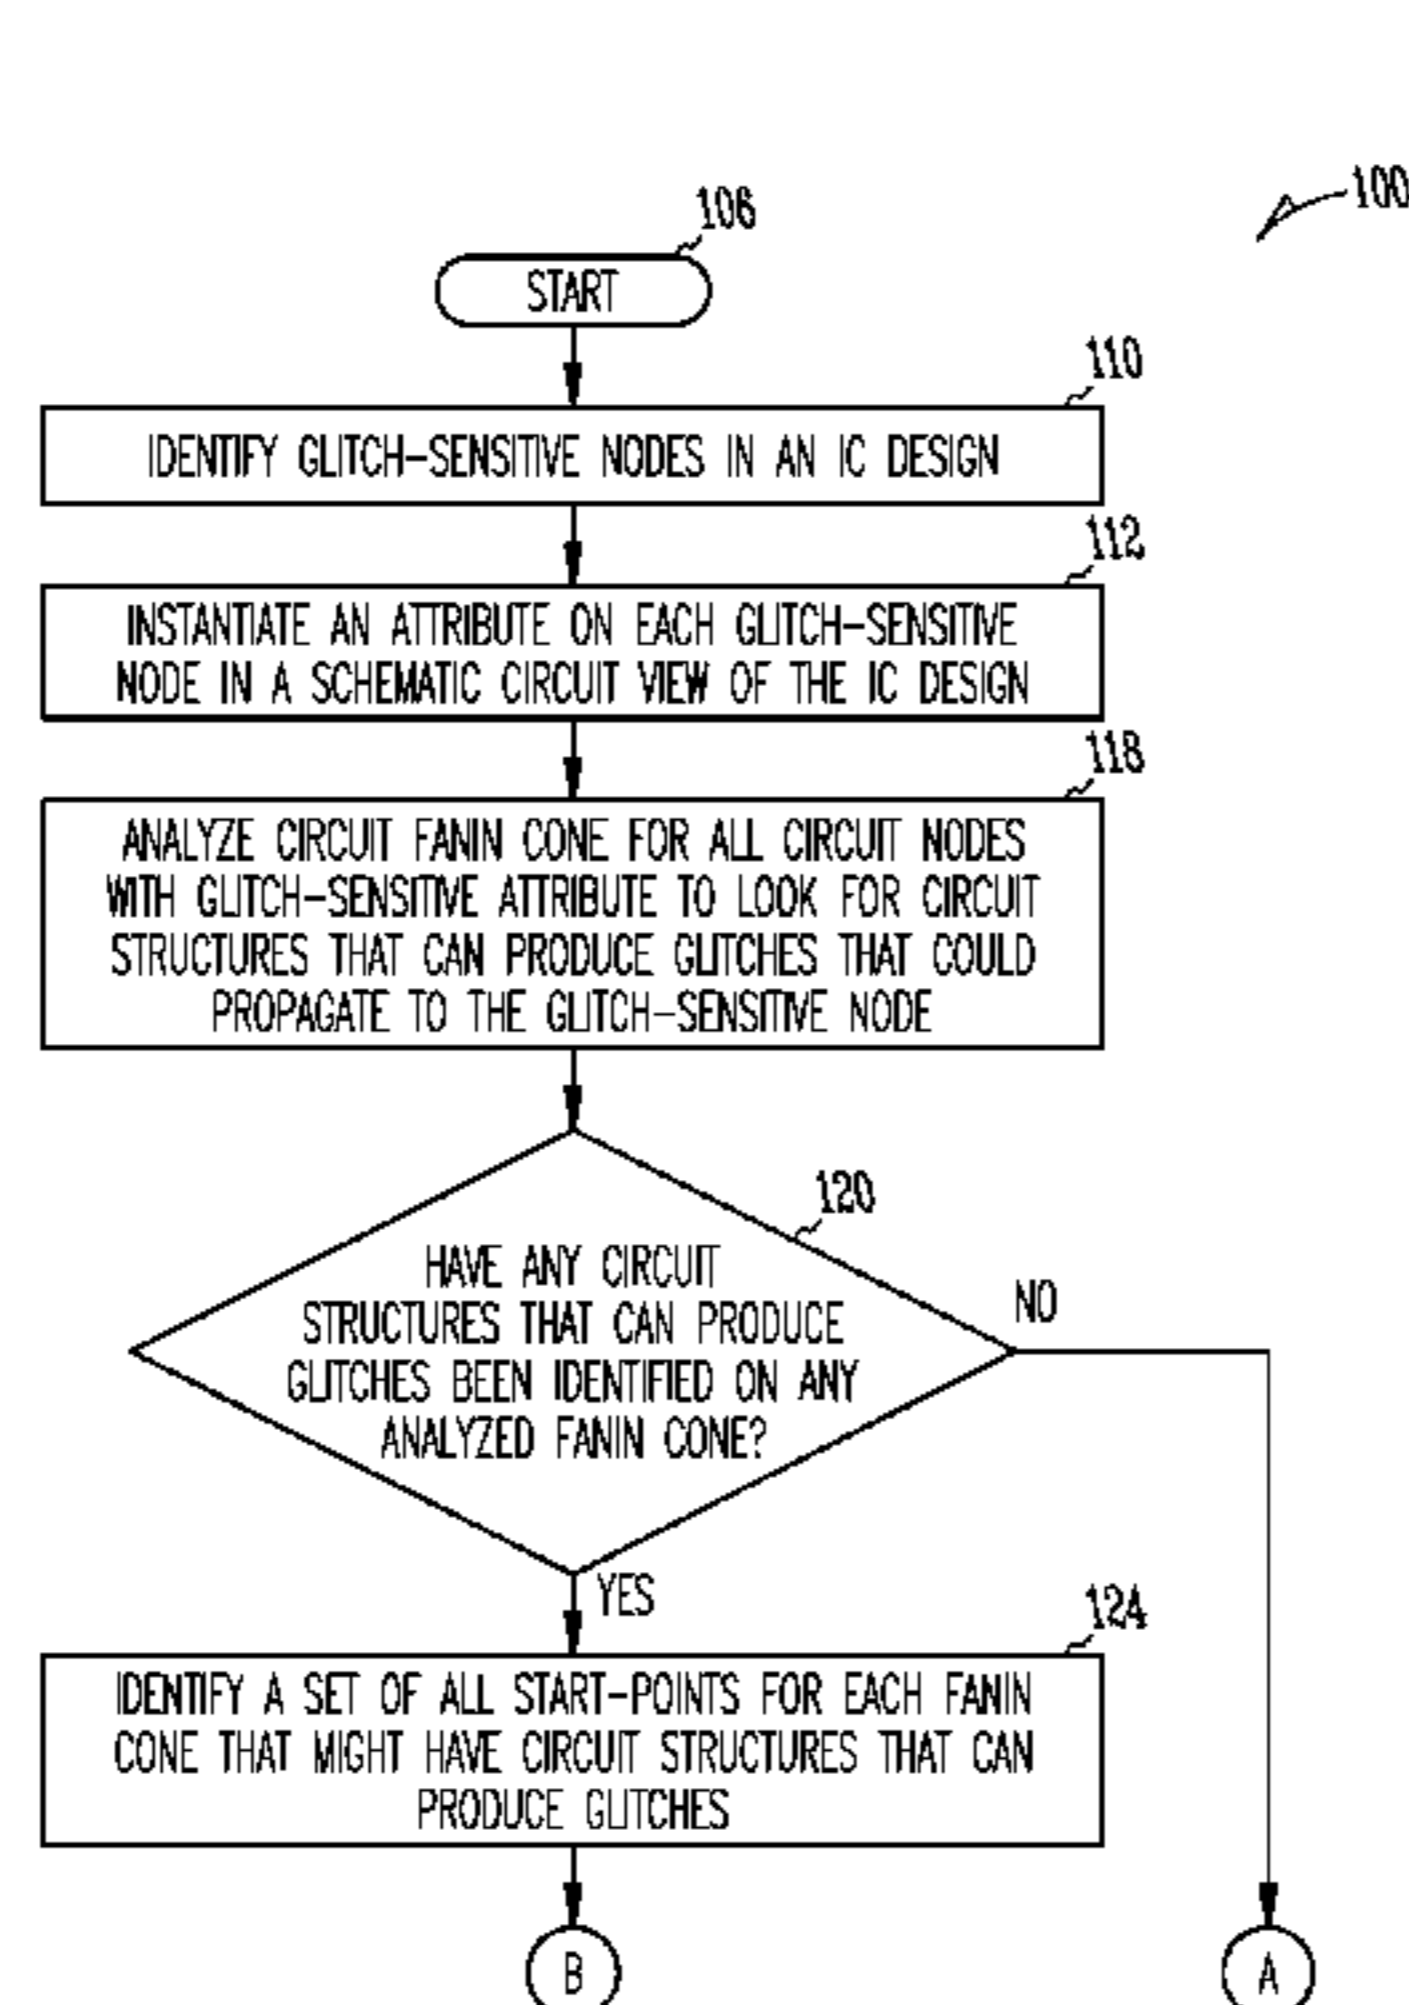 100
106
START
110
IDENTIFY GLITCH-SENSITIVE NODES IN AN IC DESIGN
112
INSTANTIATE AN ATTRIBUTE ON EACH GLITCH-SENSITIVE
NODE IN A SCHEMATIC CIRCUIT VIEW OF THE IC DESIGN
118
ANALYZE CIRCUIT FANIN CONE FOR ALL CIRCUIT NODES
WITH GLITCH-SENSITIVE ATTRIBUTE TO LOOK FOR CIRCUIT
STRUCTURES THAT CAN PRODUCE GLITCHES THAT COULD
PROPAGATE TO THE GLITCH-SENSITIVE NODE
120
HAVE ANY CIRCUIT
STRUCTURES THAT CAN PRODUCE
GLITCHES BEEN IDENTIFIED ON ANY
ANALYZED FANIN CONE?
NO
YES
124
IDENTIFY A SET OF ALL START-POINTS FOR EACH FANIN
CONE THAT MIGHT HAVE CIRCUIT STRUCTURES THAT CAN
PRODUCE GLITCHES
B
A